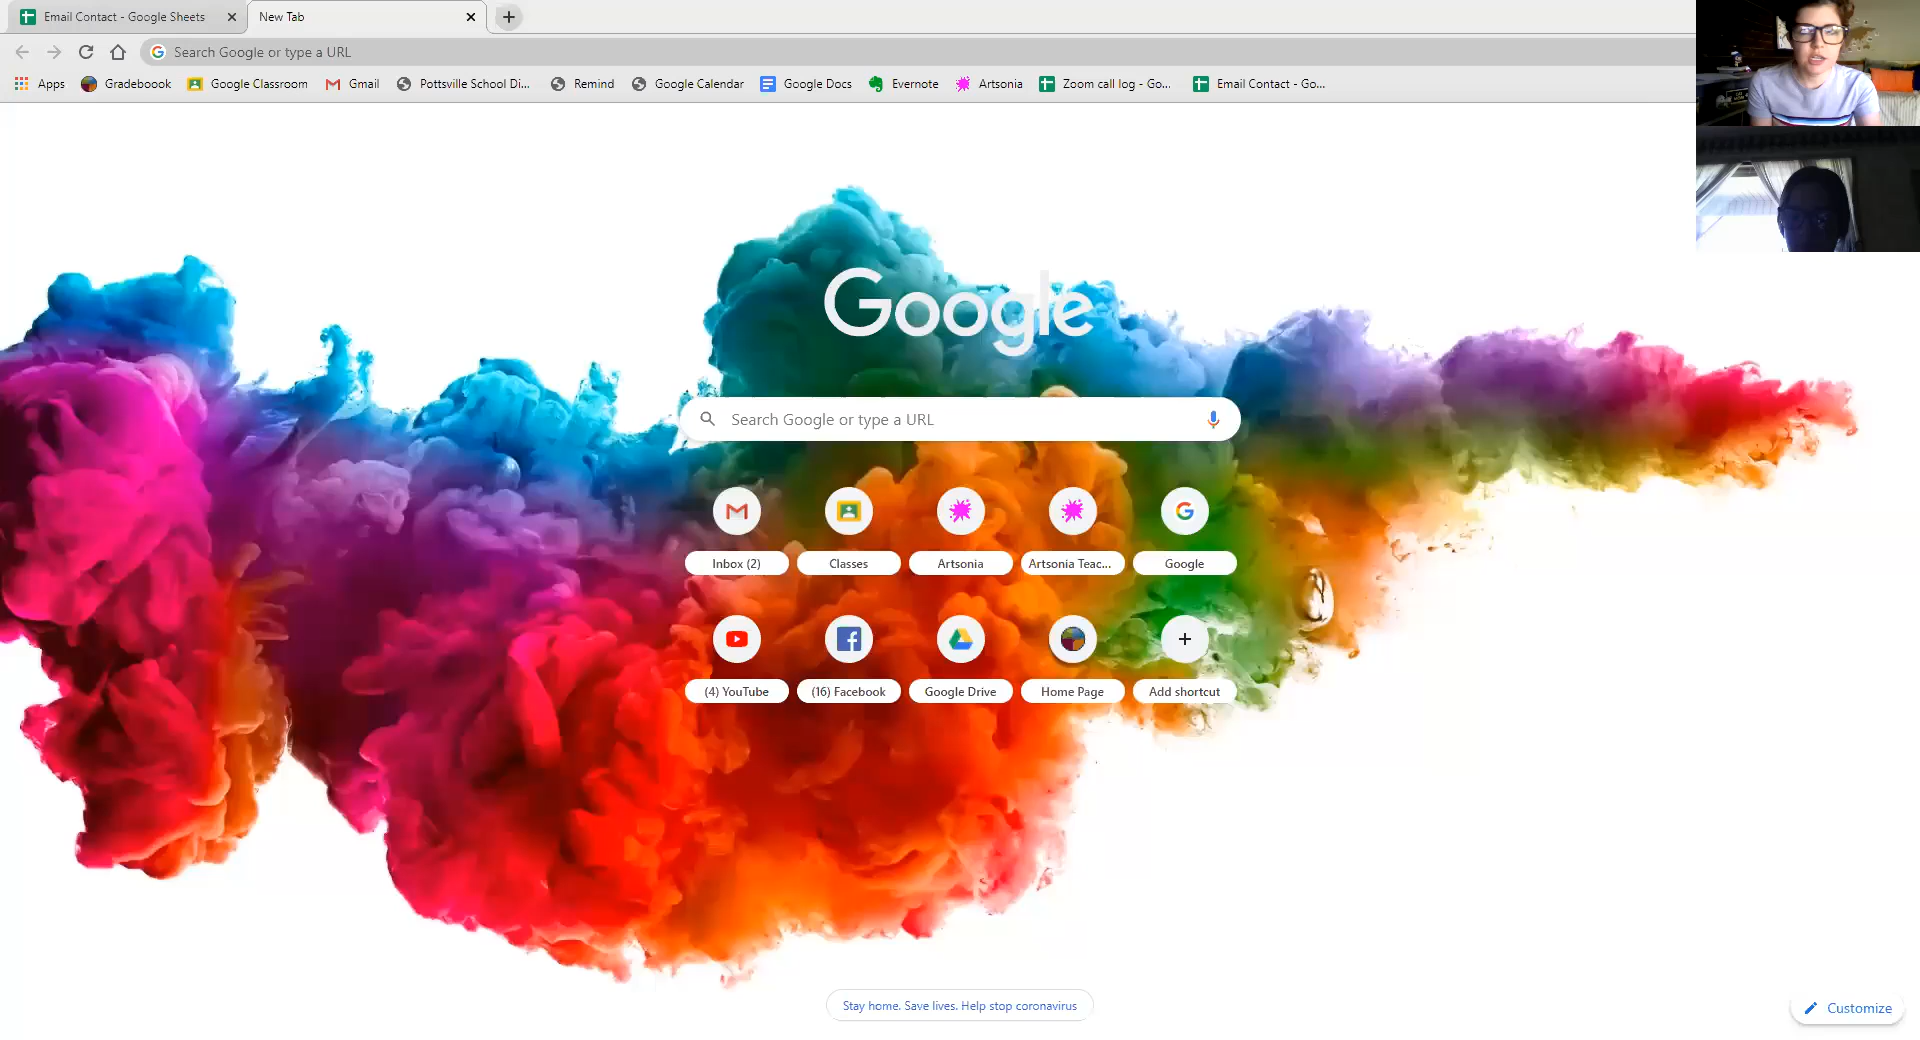 Email Contact - Google Sheets
New Tab
Search Google or type a URL
Apps Gradeboook Google Classroom Gmail Pottsville School Di... Remind Google Calendar Google Docs Evernote Artsonia Zoom call log - Go... Email Contact - Go...
Google
Search Google or type a URL
Inbox (2) Classes Artsonia Artsonia Teac... Google
(4) YouTube (16) Facebook Google Drive Home Page Add shortcut
Stay home. Save lives. Help stop coronavirus
Customize